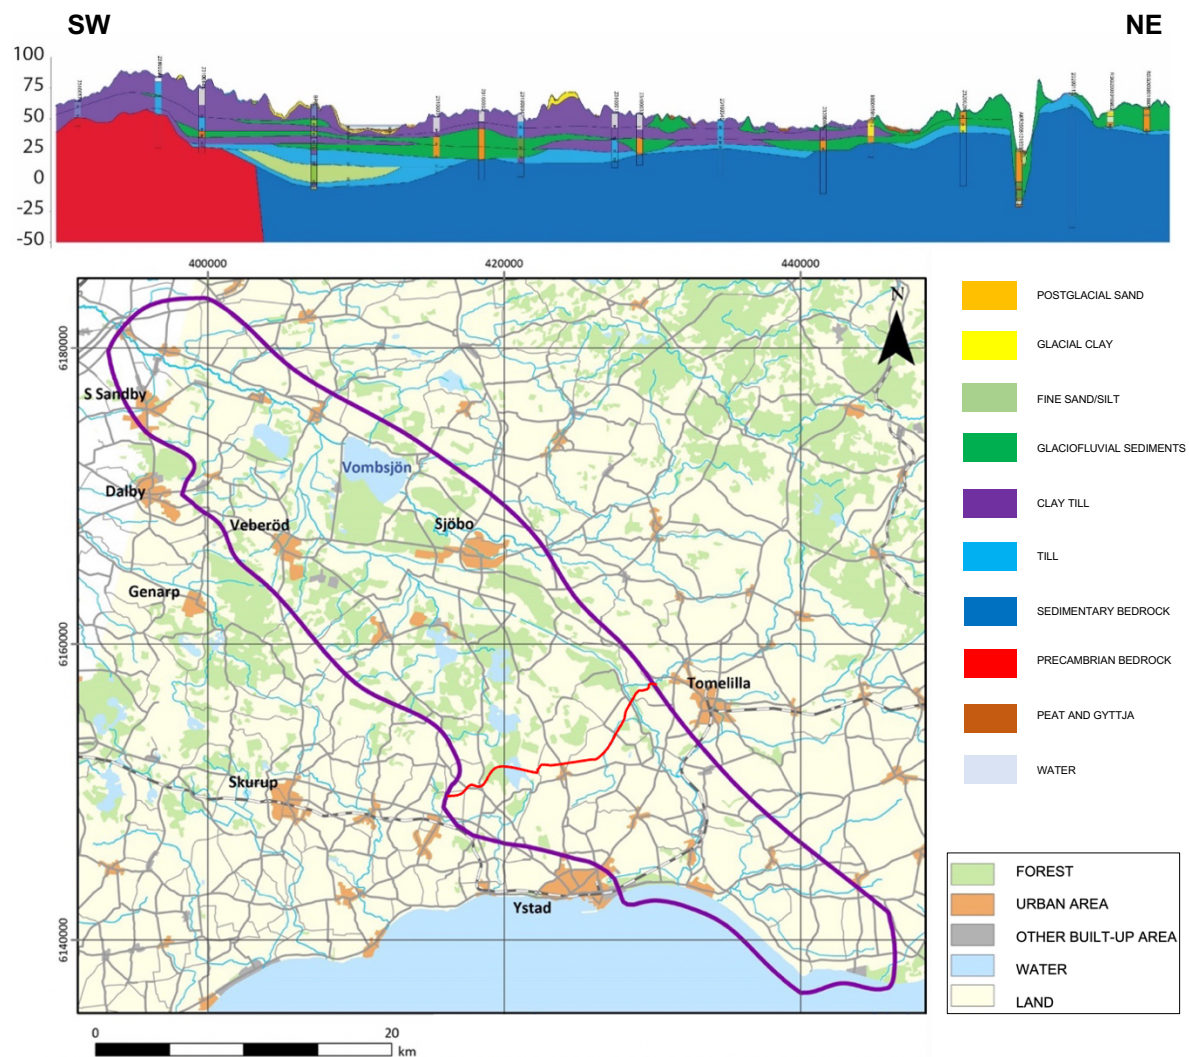 SW
NE
100
75
50
25
0
-25
-50
400000
420000
440000
N
6180000
6160000
6140000
S Sandby
Dalby
Vombsjön
Veberöd
Sjöbo
Genarp
Tomelilla
Skurup
Ystad
0
20
km
POSTGLACIAL SAND
GLACIAL CLAY
FINE SAND/SILT
GLACIOFLUVIAL SEDIMENTS
CLAY TILL
TILL
SEDIMENTARY BEDROCK
PRECAMBRIAN BEDROCK
PEAT AND GYTTJA
WATER
FOREST
URBAN AREA
OTHER BUILT-UP AREA
WATER
LAND